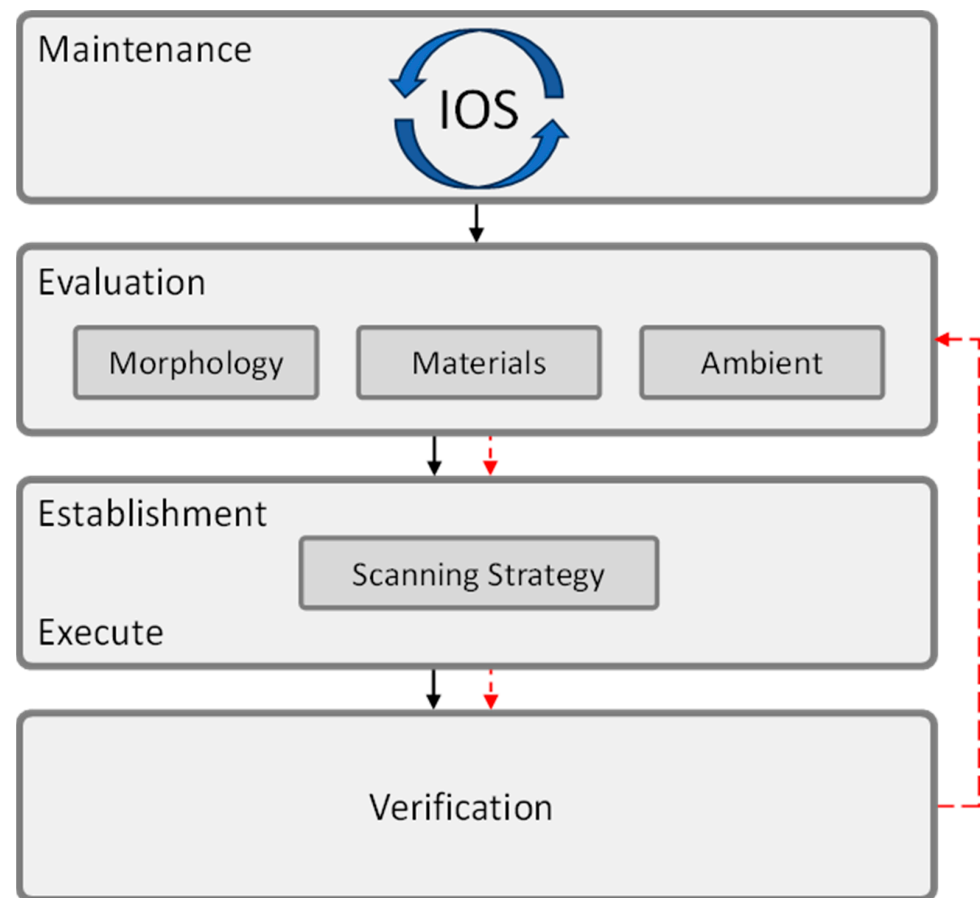 Maintenance
IOS
Evaluation
Morphology
Materials
Ambient
Establishment
Scanning Strategy
Execute
Verification